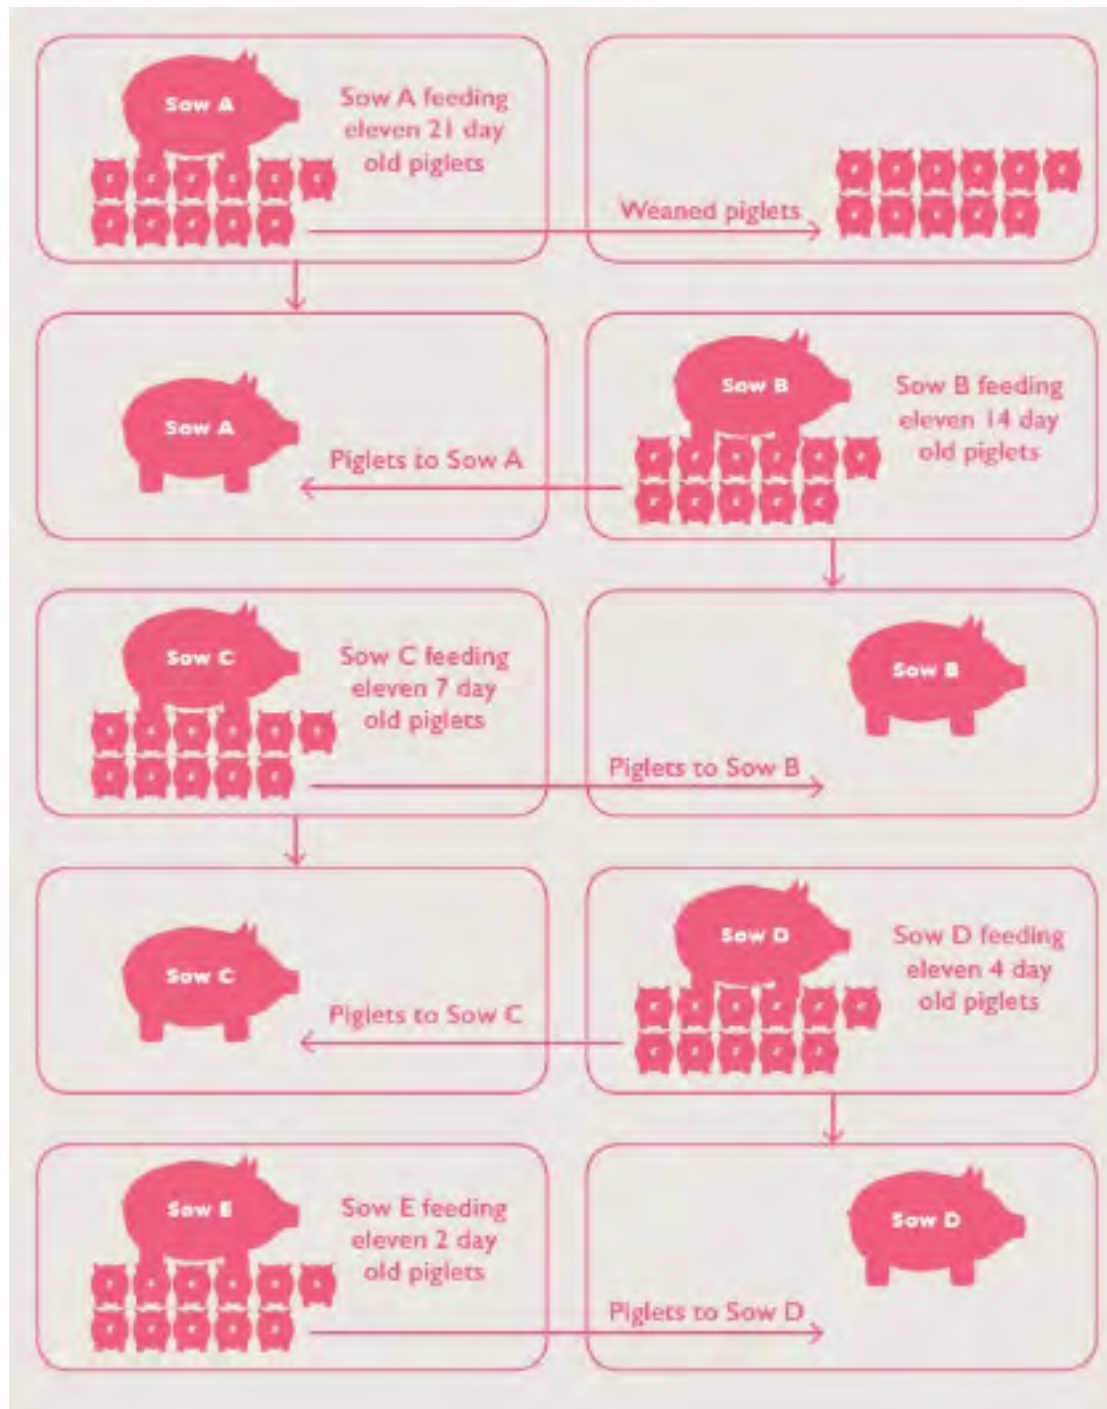 Sow A
Sow A feeding
eleven 21 day
old piglets
Weaned piglets
Sow A
Piglets to Sow A
Sow B
Sow B feeding
eleven 14 day
old piglets
Sow C
Sow C feeding
eleven 7 day
old piglets
Piglets to Sow B
Sow B
Sow C
Piglets to Sow C
Sow D
Sow D feeding
eleven 4 day
old piglets
Sow E
Sow E feeding
eleven 2 day
old piglets
Piglets to Sow D
Sow D